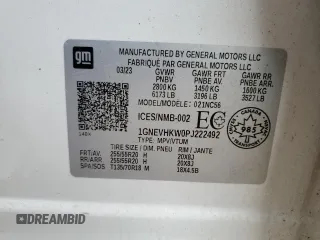 gm
MANUFACTURED BY GENERAL MOTORS LLC
FABRIQUÉ PAR GENERAL MOTORS LLC
03/23 GVWR GAWR FRT GAWR RR
PNBV PNBE AV PNBE ARR
2800 KG 1450 KG 1600 KG
6173 LB 3196 LB 3527 LB
MODEL: 021NC56
ICES/NMB-002 EC 985
1GNEVHKW0PJ222492
TYPE: MPV/VTUM
TIRE SIZE / DIM. PNEU RIM / JANTE
FRT/AV 255/55R20 H 20X8J
RR/ARR 255/55R20 H 20X8J
SPA/SOS T135/70R18 M 18X4.5B